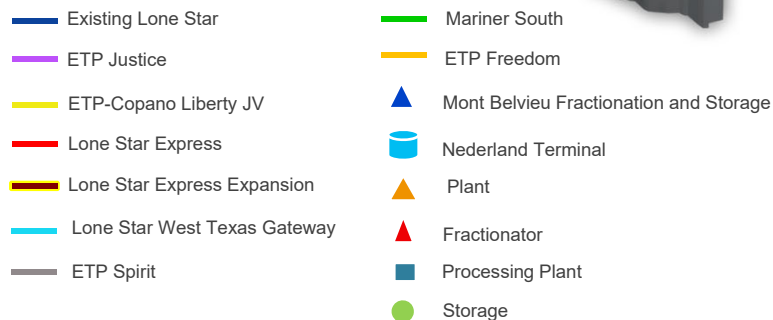 Existing Lone Star
ETP Justice
ETP-Copano Liberty JV
Lone Star Express
Lone Star Express Expansion
Lone Star West Texas Gateway
ETP Spirit
Mariner South
ETP Freedom
Mont Belvieu Fractionation and Storage
Nederland Terminal
Plant
Fractionator
Processing Plant
Storage